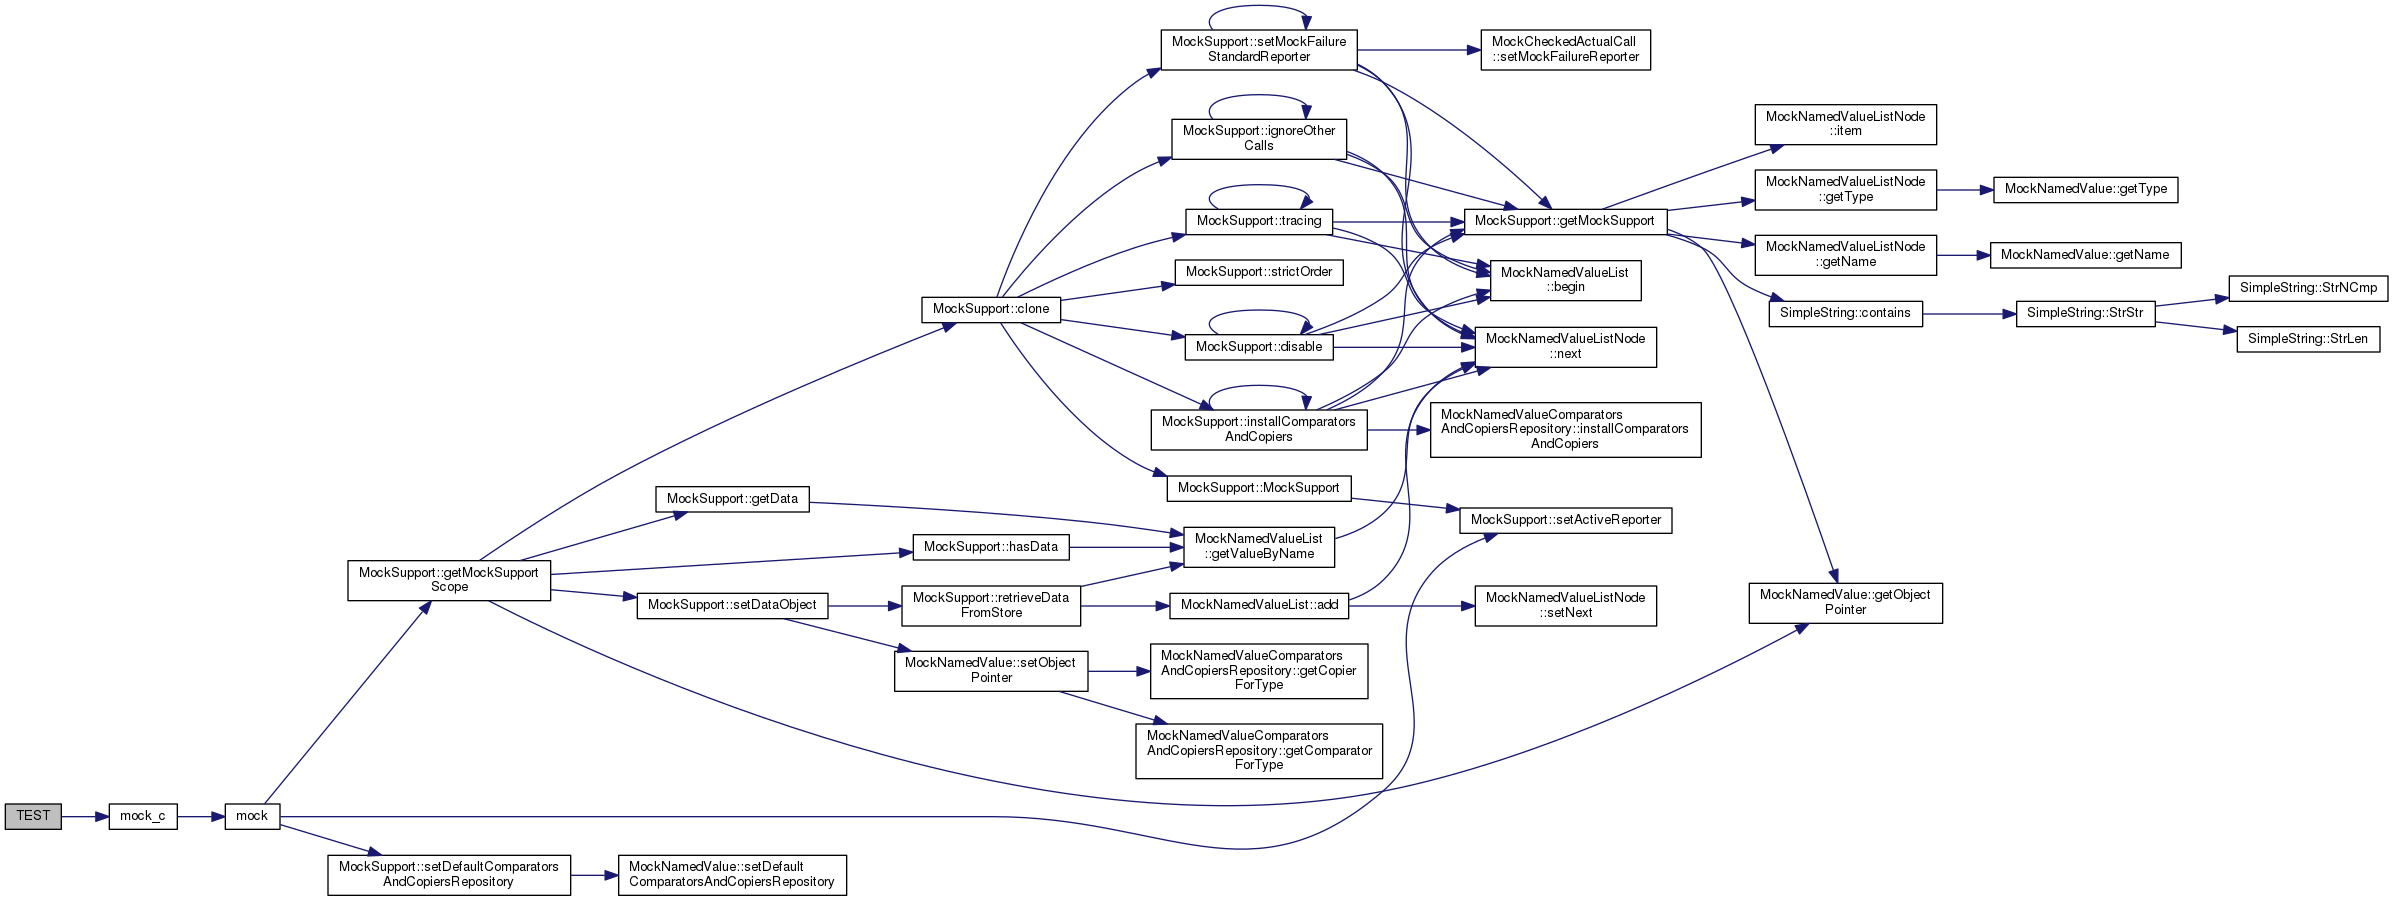 TEST
mock_c
mock
MockSupport::getMockSupport
Scope
MockSupport::setDefaultComparators
AndCopiersRepository
MockSupport::clone
MockSupport::getData
MockSupport::hasData
MockSupport::setDataObject
MockNamedValue::setDefault
ComparatorsAndCopiersRepository
MockSupport::retrieveData
FromStore
MockNamedValue::setObject
Pointer
MockSupport::setMockFailure
StandardReporter
MockSupport::ignoreOther
Calls
MockSupport::tracing
MockSupport::strictOrder
MockSupport::disable
MockSupport::installComparators
AndCopiers
MockSupport::MockSupport
MockNamedValueList
::getValueByName
MockNamedValueList::add
MockNamedValueComparators
AndCopiersRepository::getCopier
ForType
MockNamedValueComparators
AndCopiersRepository::getComparator
ForType
MockCheckedActualCall
::setMockFailureReporter
MockSupport::getMockSupport
MockNamedValueList
::begin
MockNamedValueListNode
::next
MockNamedValueComparators
AndCopiersRepository::installComparators
AndCopiers
MockSupport::setActiveReporter
MockNamedValueListNode
::setNext
MockNamedValueListNode
::item
MockNamedValueListNode
::getType
MockNamedValueListNode
::getName
SimpleString::contains
MockNamedValue::getObject
Pointer
MockNamedValue::getType
MockNamedValue::getName
SimpleString::StrStr
SimpleString::StrNCmp
SimpleString::StrLen